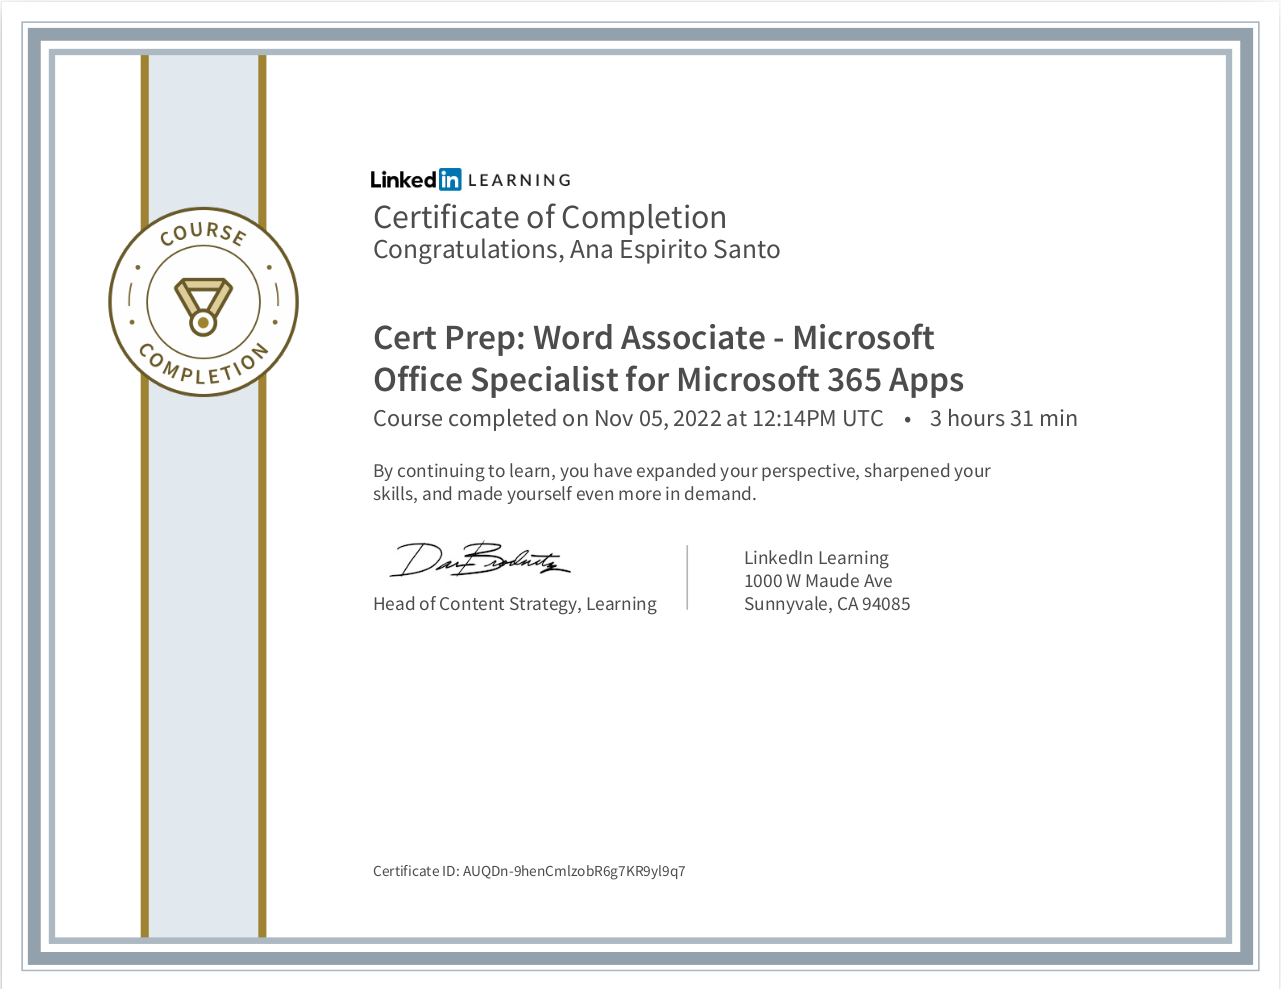 COURSE
COMPLETION
Linked in LEARNING
Certificate of Completion
Congratulations, Ana Espirito Santo
Cert Prep: Word Associate - Microsoft
Office Specialist for Microsoft 365 Apps
Course completed on Nov 05, 2022 at 12:14PM UTC • 3 hours 31 min
By continuing to learn, you have expanded your perspective, sharpened your
skills, and made yourself even more in demand.
Head of Content Strategy, Learning
LinkedIn Learning
1000 W Maude Ave
Sunnyvale, CA 94085
Certificate ID: AUQDn-9henCmlzobR6g7KR9yl9q7